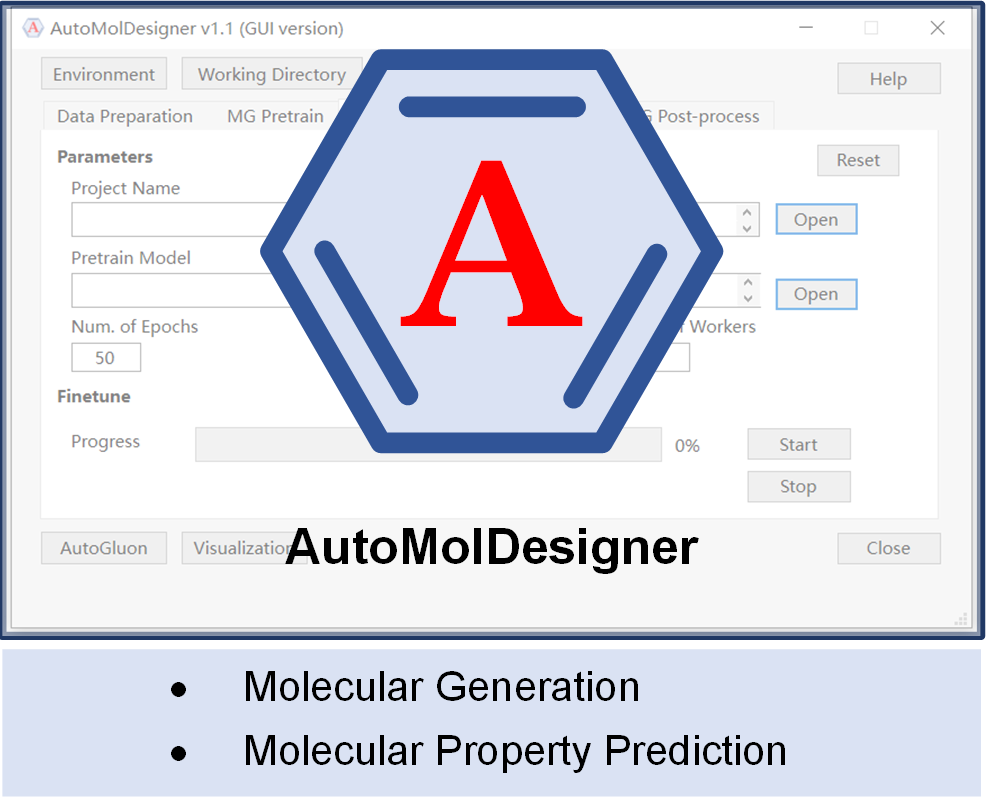 A AutoMolDesigner v1.1 (GUI version)
Environment Working Directory Help
Data Preparation MG Pretrain Post-process
Parameters Reset
Project Name
Open
Pretrain Model
Open
Num. of Epochs Workers
50
Finetune
Progress 0% Start
Stop
A
AutoGluon Visualization Close
AutoMolDesigner
• Molecular Generation
• Molecular Property Prediction